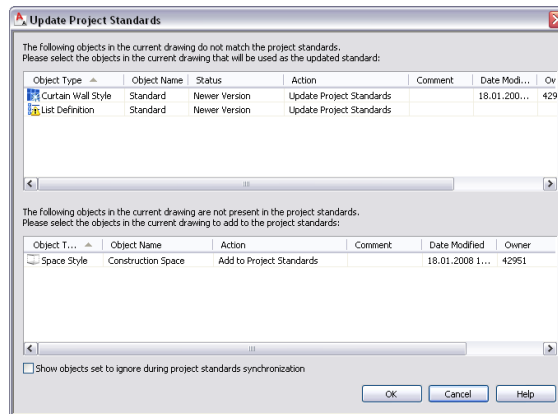 Update Project Standards
The following objects in the current drawing do not match the project standards.
Please select the objects in the current drawing that will be used as the updated standard:
Object Type Object Name Status Action Comment Date Modi... Ov
Curtain Wall Style Standard Newer Version Update Project Standards 18.01.200... 429
List Definition Standard Newer Version Update Project Standards
The following objects in the current drawing are not present in the project standards.
Please select the objects in the current drawing to add to the project standards:
Object T... Object Name Action Comment Date Modified Owner
Space Style Construction Space Add to Project Standards 18.01.2008 1... 42951
Show objects set to ignore during project standards synchronization
OK Cancel Help